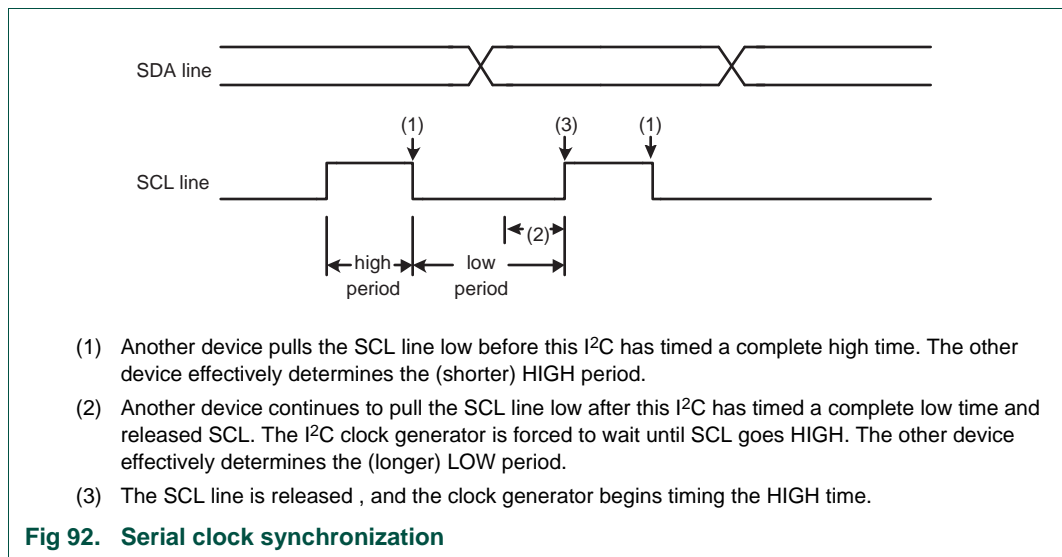 SDA line
(1) (3) (1)
SCL line
(2)
high low
period period
(1) Another device pulls the SCL line low before this I²C has timed a complete high time. The other
device effectively determines the (shorter) HIGH period.
(2) Another device continues to pull the SCL line low after this I²C has timed a complete low time and
released SCL. The I²C clock generator is forced to wait until SCL goes HIGH. The other device
effectively determines the (longer) LOW period.
(3) The SCL line is released , and the clock generator begins timing the HIGH time.
Fig 92. Serial clock synchronization